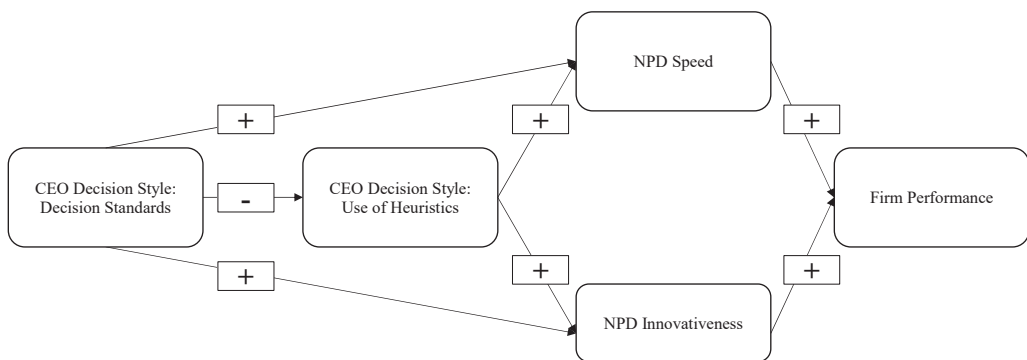 NPD Speed
+
+
+
CEO Decision Style:
Decision Standards
-
CEO Decision Style:
Use of Heuristics
Firm Performance
+
+
+
NPD Innovativeness